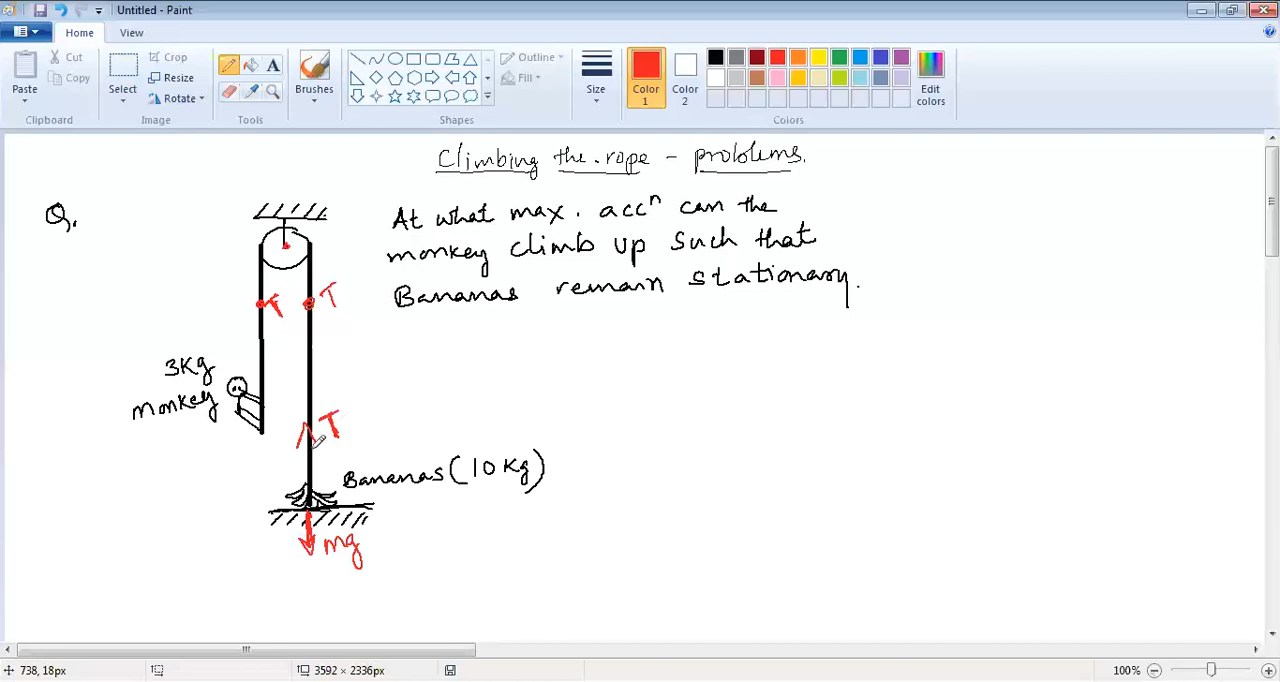 Untitled - Paint
Home
View
Paste
Cut
Copy
Clipboard
Select
Crop
Resize
Rotate
Image
A
Tools
Brushes
Outline
Fill
Shapes
Size
Color 1
Color 2
Edit colors
Colors
Climbing the rope - problems.
Q.
At what max. accⁿ can the
monkey climb up such that
Bananas remain stationary.
T
T
3Kg
monkey
T
Bananas (10 Kg)
mg
738, 18px
3592 × 2336px
100%